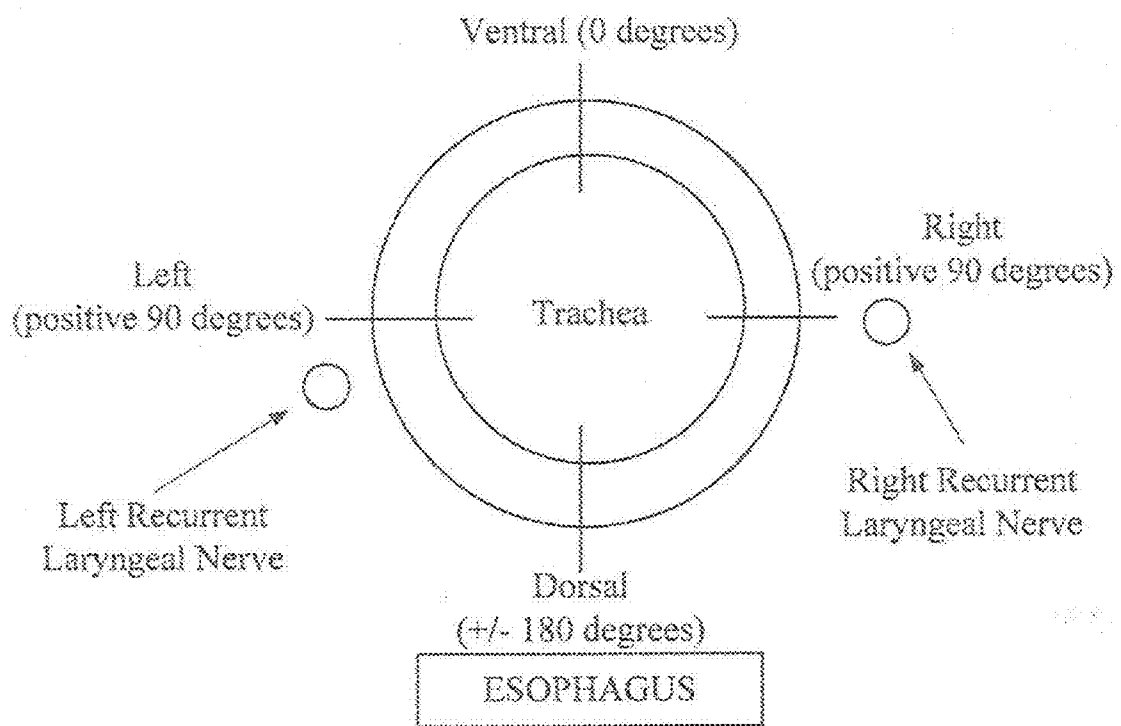 Ventral (0 degrees)
Left
(positive 90 degrees)
Trachea
Right
(positive 90 degrees)
Left Recurrent
Laryngeal Nerve
Right Recurrent
Laryngeal Nerve
Dorsal
(+/- 180 degrees)
ESOPHAGUS